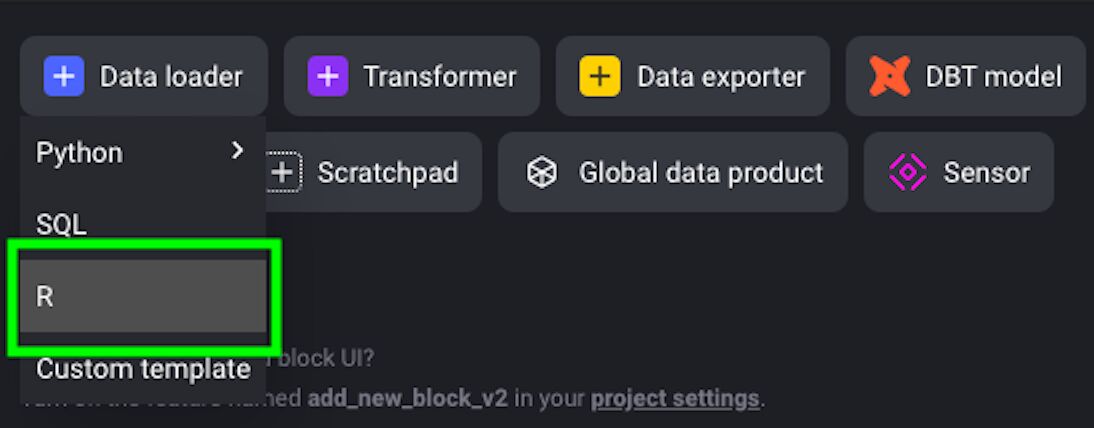 Data loader
Transformer
Data exporter
DBT model
Python
SQL
R
Custom template
Scratchpad
Global data product
Sensor
block UI?
named add_new_block_v2 in your project settings.